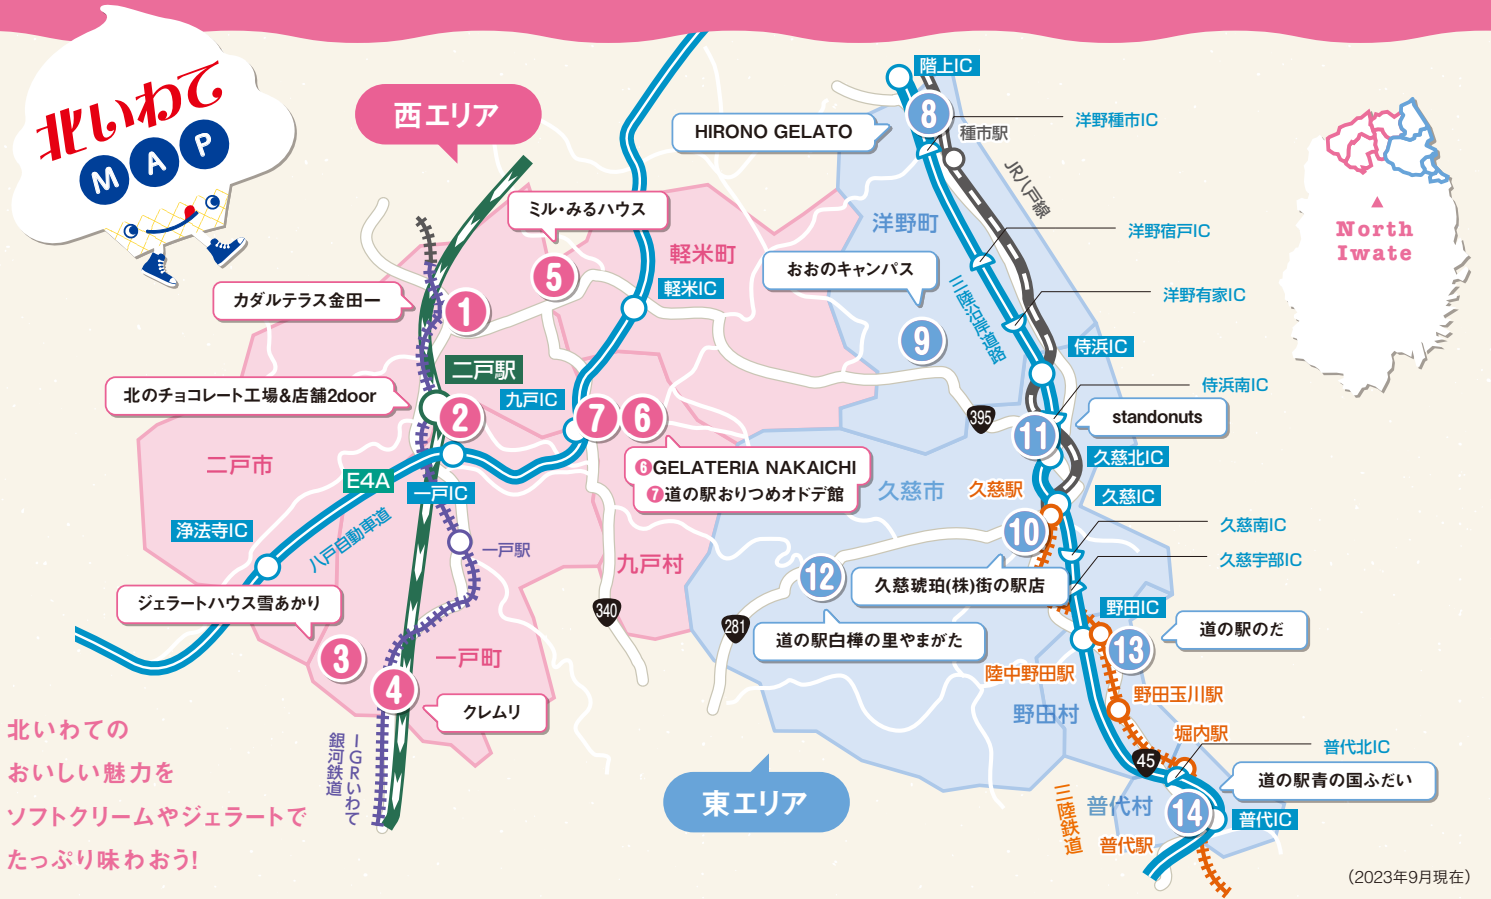 北いわて
MAP
西エリア
HIRONO GELATO
8
階上IC
種市駅
洋野種市IC
JR八戸線
North
Iwate
ミル・みるハウス
軽米町
洋野町
洋野宿戸IC
おおのキャンパス
5
軽米IC
カダルテラス金田一
1
三陸沿岸道路
洋野有家IC
9
侍浜IC
二戸駅
北のチョコレート工場&店舗2door
九戸IC
侍浜南IC
2
7
6
395
11
standonuts
二戸市
❻GELATERIA NAKAICHI
❼道の駅おりつめオドデ館
久慈北IC
E4A
一戸IC
久慈市
久慈駅
久慈IC
浄法寺IC
八戸自動車道
一戸駅
10
久慈南IC
九戸村
12
久慈宇部IC
久慈琥珀(株)街の駅店
ジェラートハウス雪あかり
340
281
野田IC
道の駅白樺の里やまがた
道の駅のだ
3
一戸町
13
4
陸中野田駅
クレムリ
野田村
野田玉川駅
堀内駅
北いわての
おいしい魅力を
ソフトクリームやジェラートで
たっぷり味わおう!
IGRいわて
銀河鉄道
45
普代北IC
東エリア
道の駅青の国ふだい
三陸鉄道
普代村
14
普代IC
普代駅
(2023年9月現在)